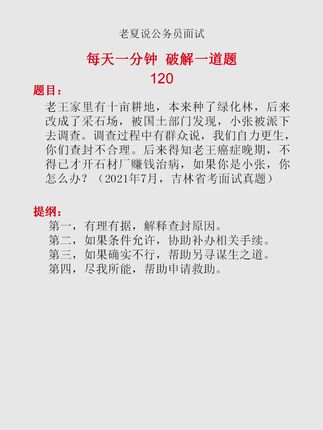 老夏说公务员面试
每天一分钟 破解一道题
120
题目：
老王家里有十亩耕地，本来种了绿化林，后来
改成了采石场，被国土部门发现，小张被派下
去调查。调查过程中有群众说，我们自力更生，
你们查封不合理。后来得知老王癌症晚期，不
得已才开石材厂赚钱治病，如果你是小张，你
怎么办？（2021年7月，吉林省考面试真题）
提纲：
第一，有理有据，解释查封原因。
第二，如果条件允许，协助补办相关手续。
第三，如果确实不行，帮助另寻谋生之道。
第四，尽我所能，帮助申请救助。